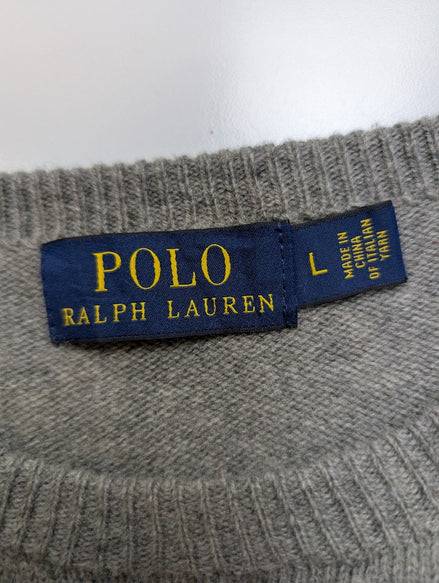 POLO
RALPH LAUREN
L
MADE IN
CHINA
OF ITALIAN
YARN